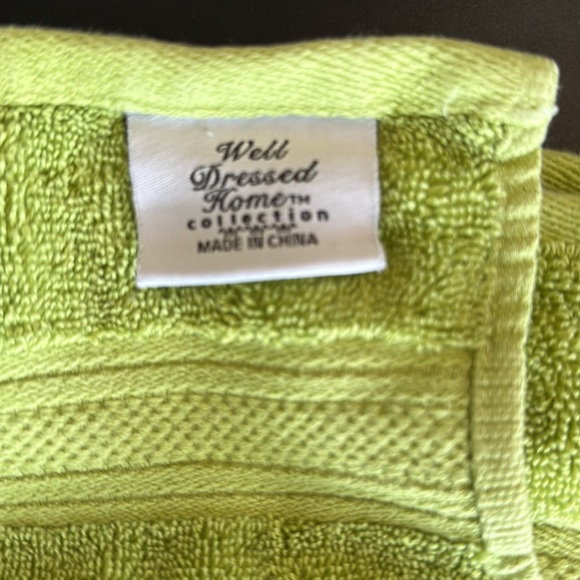 Well
Dressed
Home™
collection
MADE IN CHINA